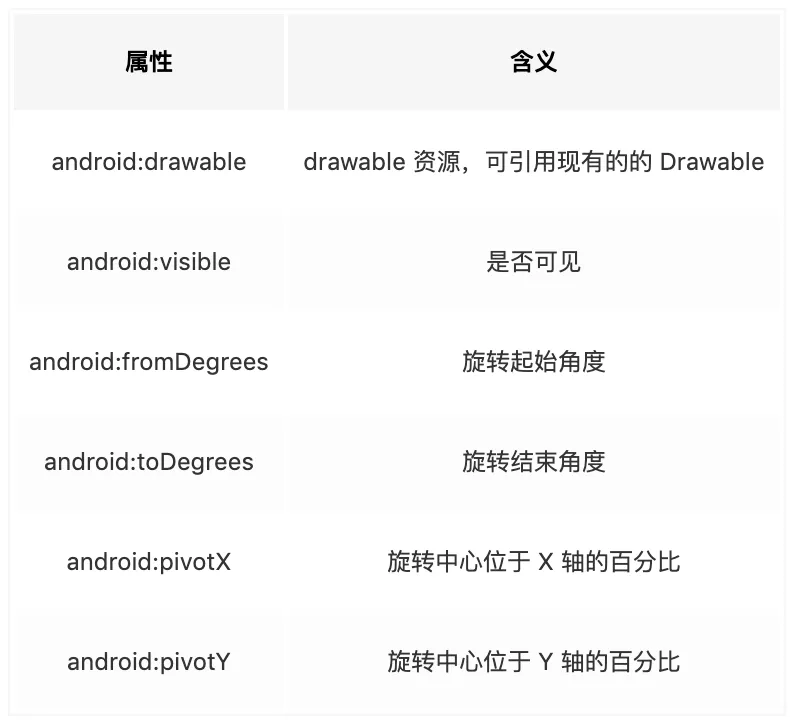 属性 含义
android:drawable drawable 资源，可引用现有的的 Drawable
android:visible 是否可见
android:fromDegrees 旋转起始角度
android:toDegrees 旋转结束角度
android:pivotX 旋转中心位于 X 轴的百分比
android:pivotY 旋转中心位于 Y 轴的百分比